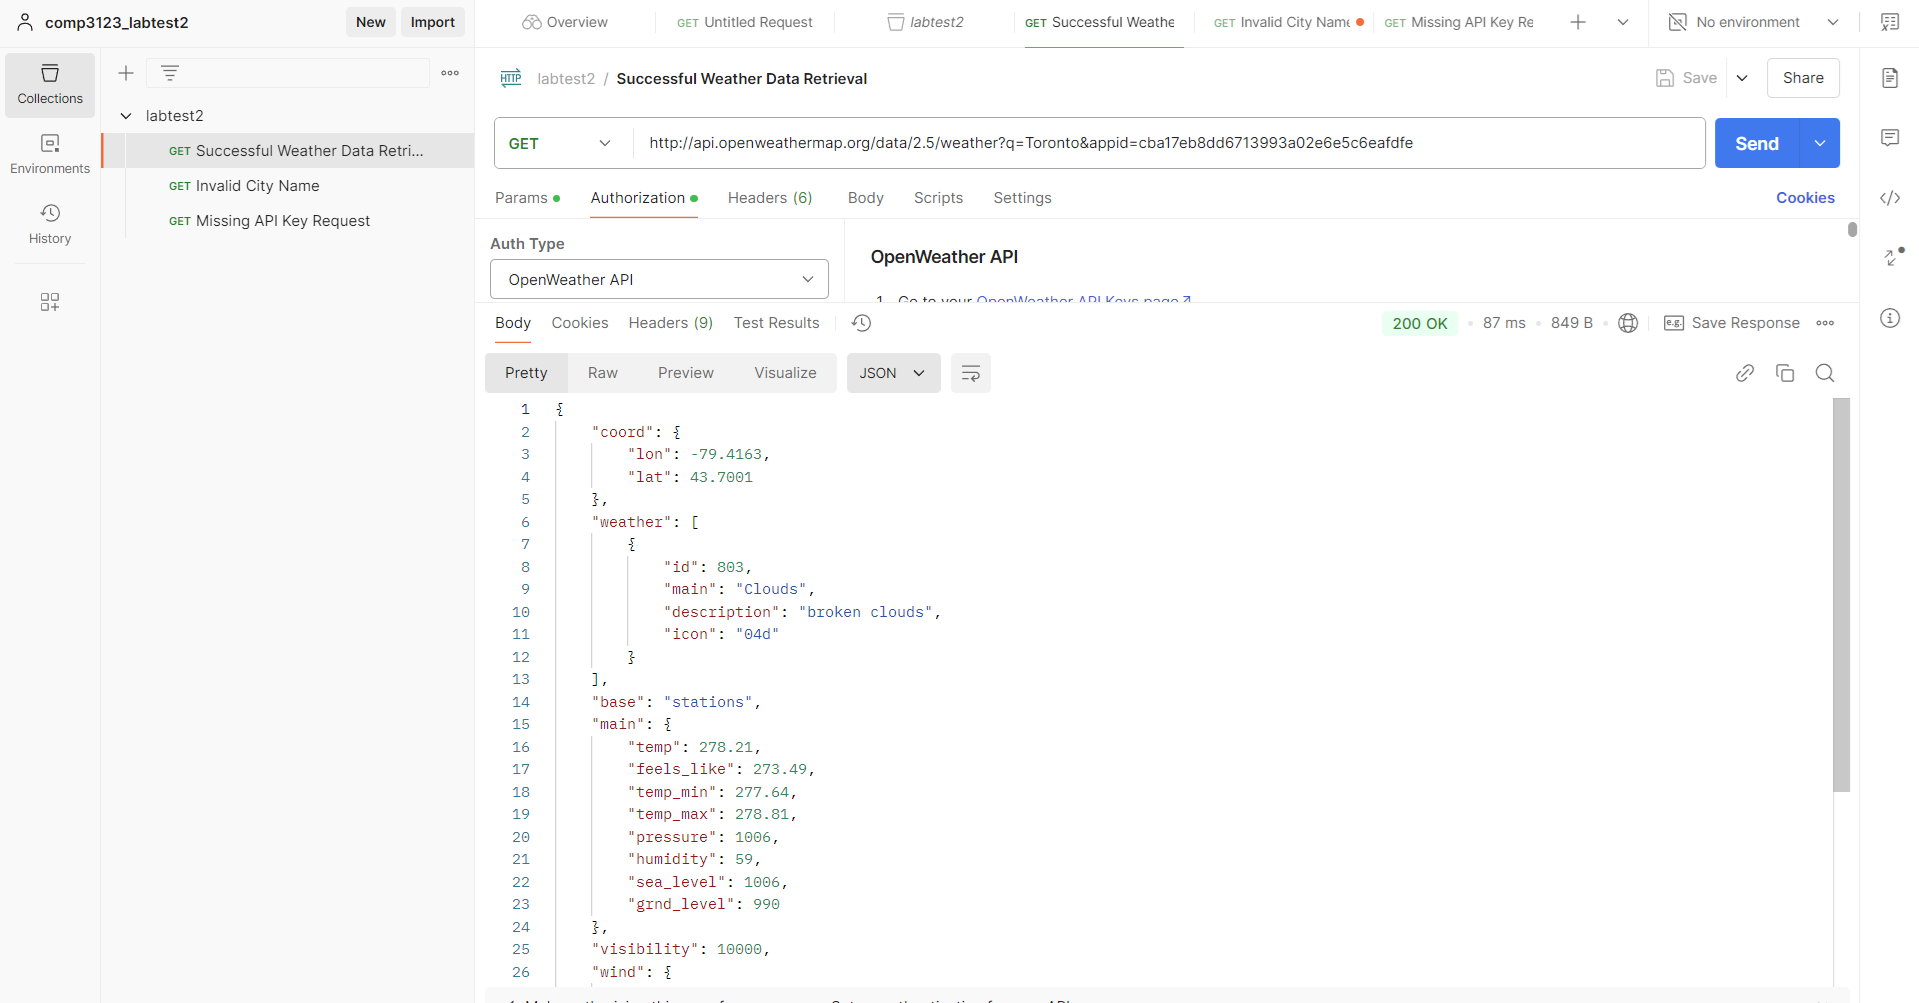 comp3123_labtest2
New
Import
Overview
GET Untitled Request
labtest2
GET Successful Weathe
GET Invalid City Name
GET Missing API Key Re
No environment
Collections
Environments
History
labtest2
GET Successful Weather Data Retri...
GET Invalid City Name
GET Missing API Key Request
HTTP labtest2 / Successful Weather Data Retrieval
Save
Share
GET
http://api.openweathermap.org/data/2.5/weather?q=Toronto&appid=cba17eb8dd6713993a02e6e5c6eafdfe
Send
Params
Authorization
Headers (6)
Body
Scripts
Settings
Cookies
Auth Type
OpenWeather API
OpenWeather API
1. Go to your OpenWeather API Keys page
Body
Cookies
Headers (9)
Test Results
200 OK
87 ms
849 B
e.g. Save Response
Pretty
Raw
Preview
Visualize
JSON
1 {
2 "coord": {
3 "lon": -79.4163,
4 "lat": 43.7001
5 },
6 "weather": [
7 {
8 "id": 803,
9 "main": "Clouds",
10 "description": "broken clouds",
11 "icon": "04d"
12 }
13 ],
14 "base": "stations",
15 "main": {
16 "temp": 278.21,
17 "feels_like": 273.49,
18 "temp_min": 277.64,
19 "temp_max": 278.81,
20 "pressure": 1006,
21 "humidity": 59,
22 "sea_level": 1006,
23 "grnd_level": 990
24 },
25 "visibility": 10000,
26 "wind": {